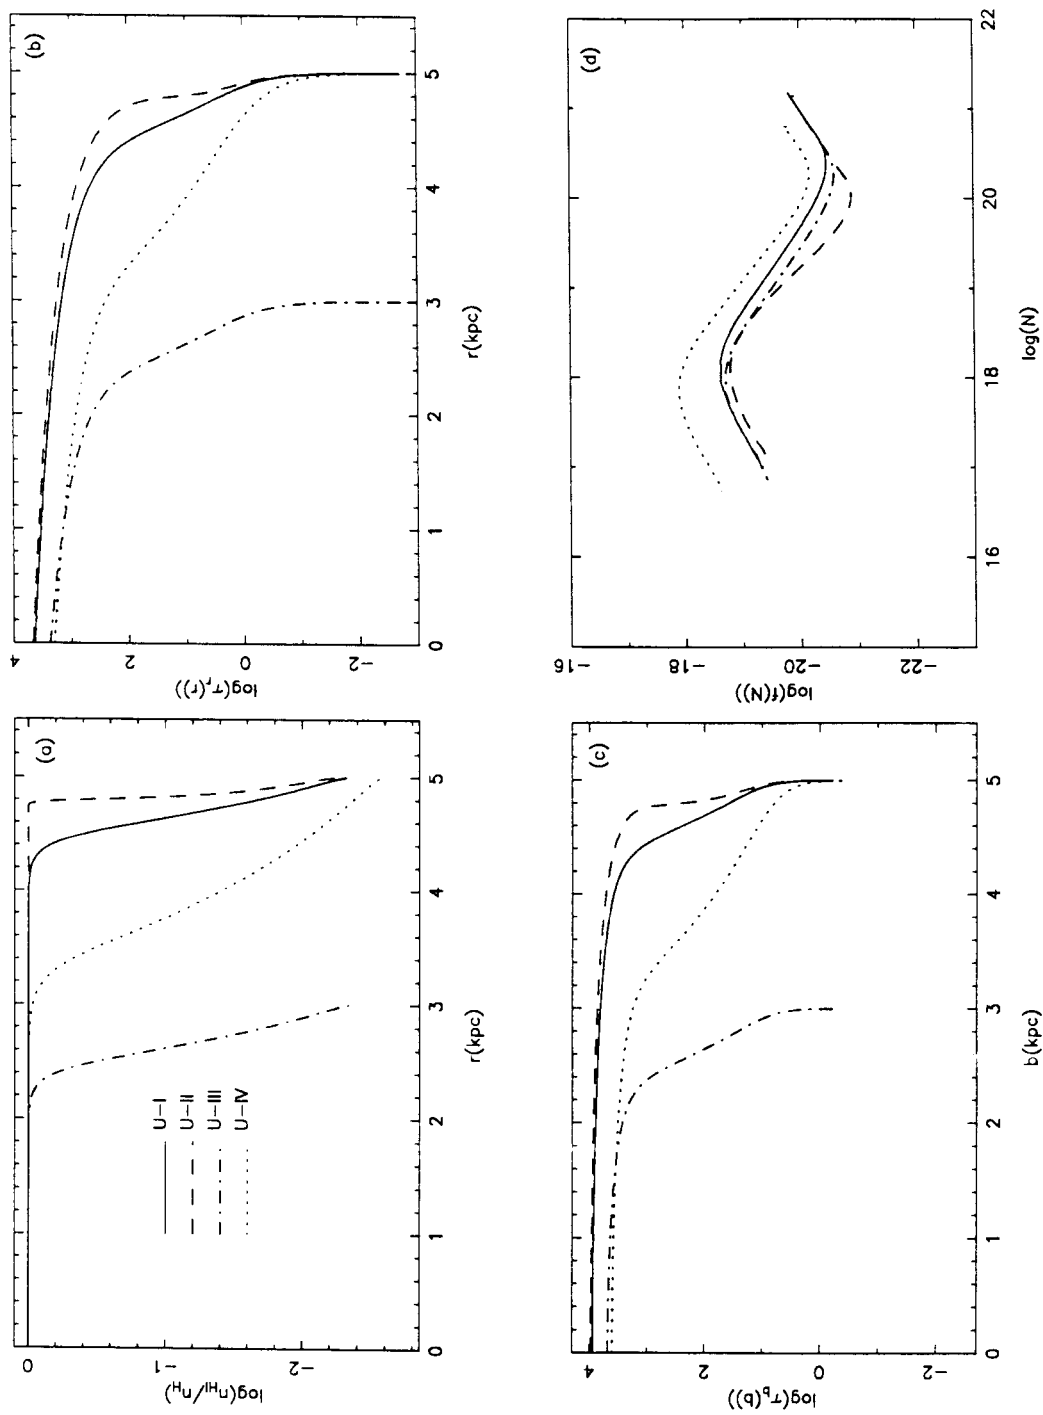 (a)
log(n_HI/n_H)
0
−1
−2
0
1
2
3
4
5
r(kpc)
U−I
U−II
U−III
U−IV
(b)
log(τ_r(r))
4
2
0
−2
0
1
2
3
4
5
r(kpc)
(c)
log(τ_b(b))
4
2
0
−2
0
1
2
3
4
5
b(kpc)
(d)
log(f(N))
−16
−18
−20
−22
16
18
20
22
log(N)